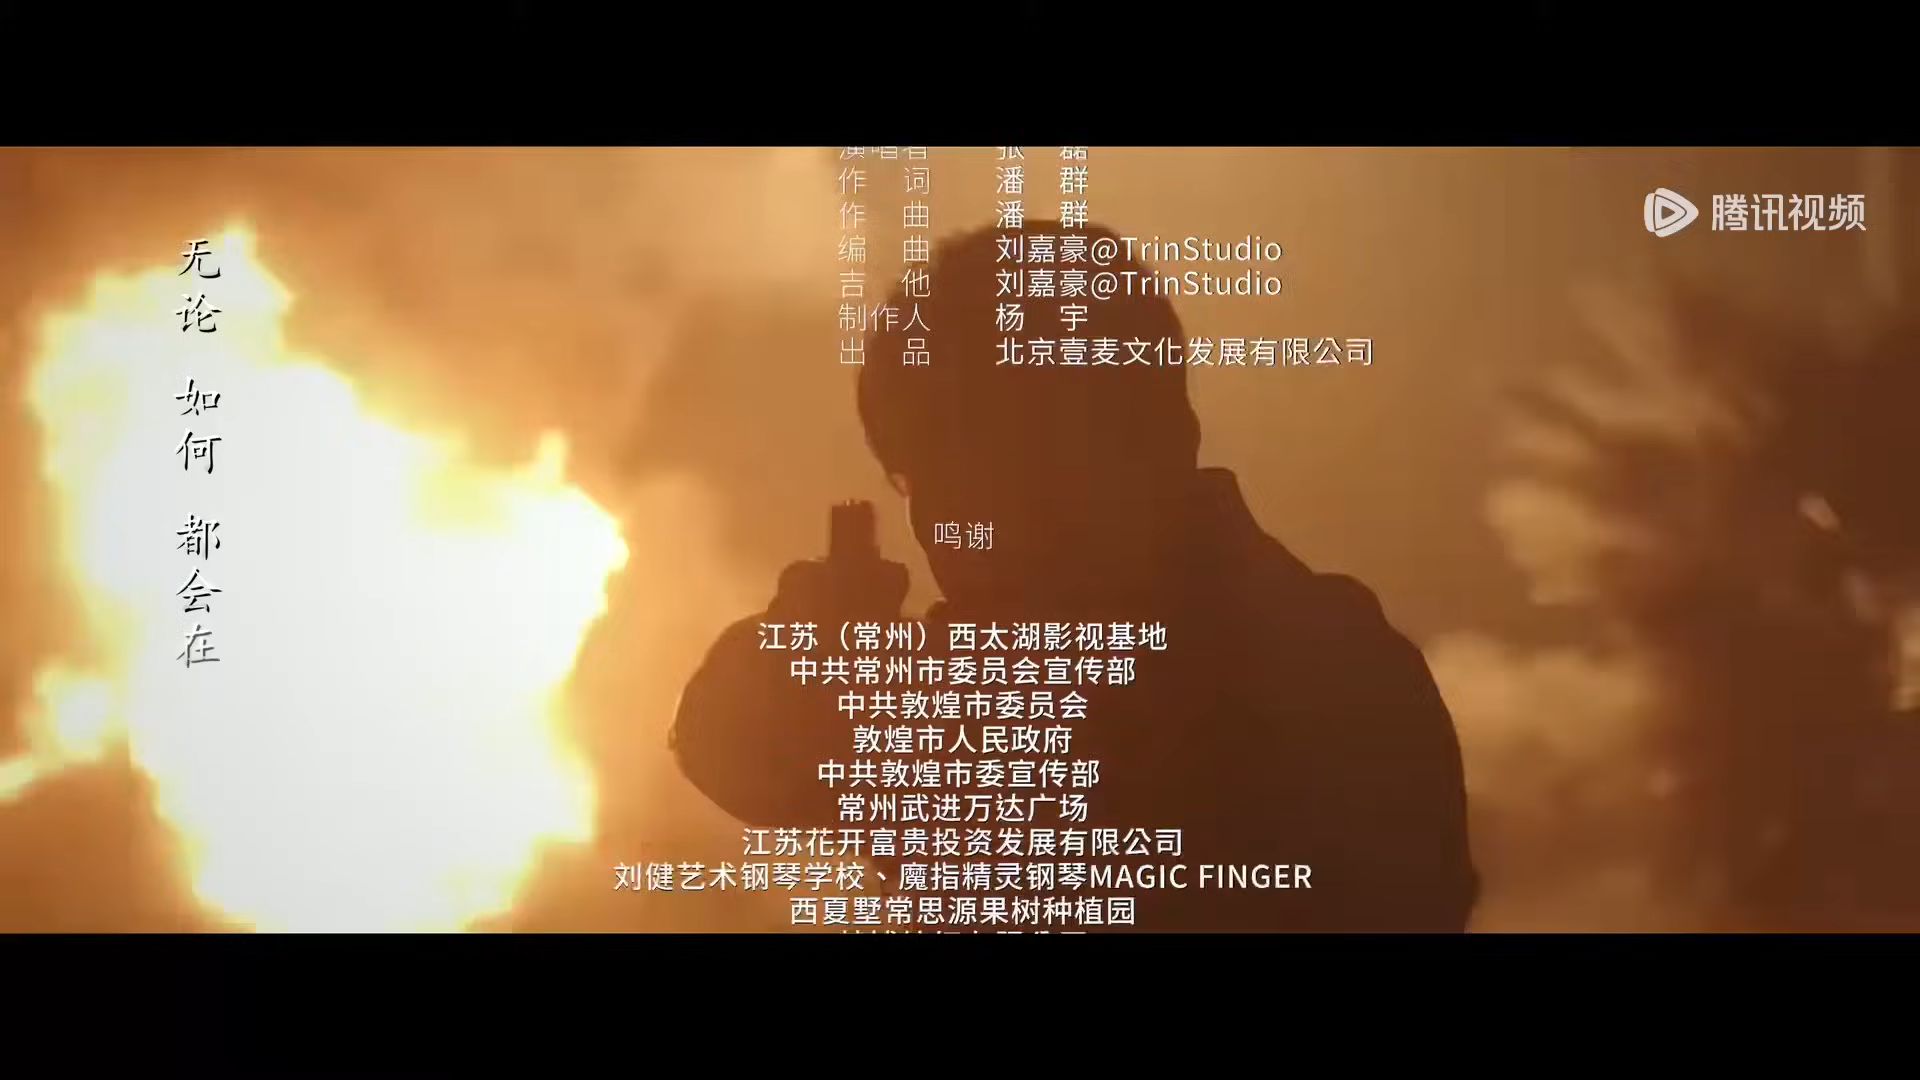 演唱者 张磊
作词 潘群
作曲 潘群
编曲 刘嘉豪@TrinStudio
吉他 刘嘉豪@TrinStudio
制作人 杨宇
出品 北京壹麦文化发展有限公司
腾讯视频
无论 如何 都会在
鸣谢
江苏（常州）西太湖影视基地
中共常州市委员会宣传部
中共敦煌市委员会
敦煌市人民政府
中共敦煌市委宣传部
常州武进万达广场
江苏花开富贵投资发展有限公司
刘健艺术钢琴学校、魔指精灵钢琴MAGIC FINGER
西夏墅常思源果树种植园